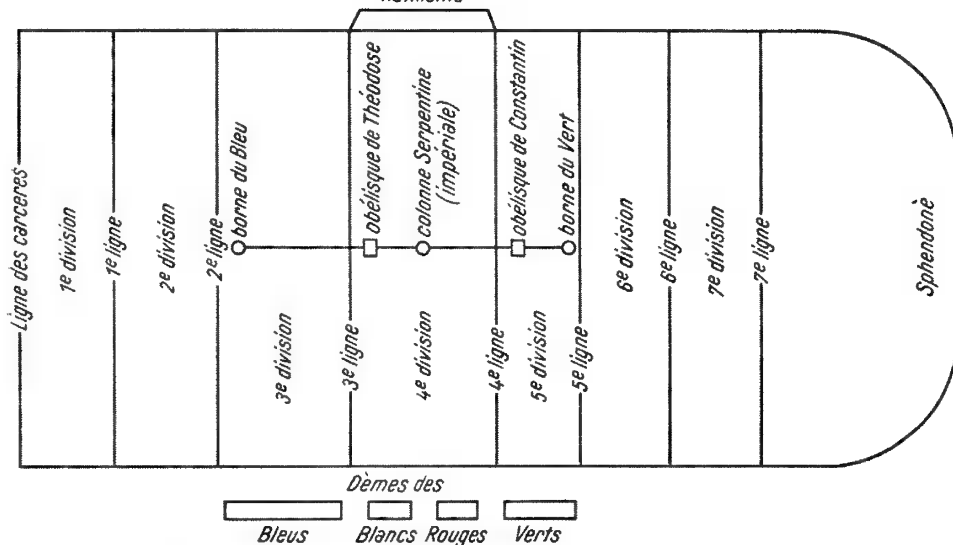 Ligne des carceres
1e division
1e ligne
2e division
2e ligne
borne du Bleu
3e division
3e ligne
obélisque de Théodose
colonne Serpentine
(impériale)
4e division
4e ligne
obélisque de Constantin
5e division
borne du Vert
5e ligne
6e division
6e ligne
7e division
7e ligne
Sphendonè
Dèmes des
Bleus
Blancs
Rouges
Verts